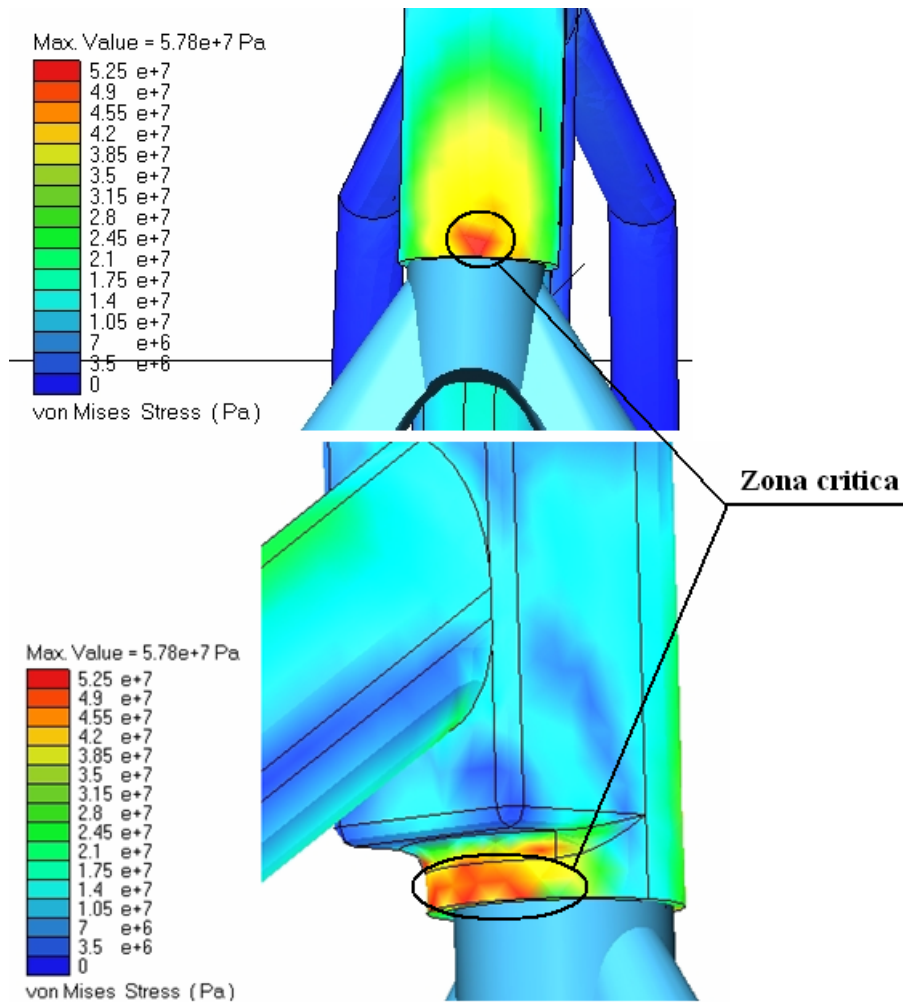 Max. Value = 5.78e+7 Pa
5.25 e+7
4.9 e+7
4.55 e+7
4.2 e+7
3.85 e+7
3.5 e+7
3.15 e+7
2.8 e+7
2.45 e+7
2.1 e+7
1.75 e+7
1.4 e+7
1.05 e+7
7 e+6
3.5 e+6
0
von Mises Stress (Pa)
Zona critica
Max. Value = 5.78e+7 Pa
5.25 e+7
4.9 e+7
4.55 e+7
4.2 e+7
3.85 e+7
3.5 e+7
3.15 e+7
2.8 e+7
2.45 e+7
2.1 e+7
1.75 e+7
1.4 e+7
1.05 e+7
7 e+6
3.5 e+6
0
von Mises Stress (Pa)